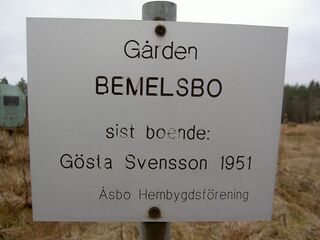 Gården
BEMELSBO
sist boende:
Gösta Svensson 1951
Åsbo Hembygdsförening